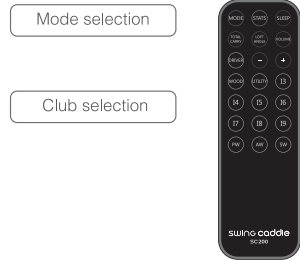 Mode selection
Club selection
MODE STATS SLEEP
TOTAL CARRY LOFT ANGLE VOLUME
DRIVER - +
WOOD UTILITY I3
I4 I5 I6
I7 I8 I9
PW AW SW
swing caddie
SC200